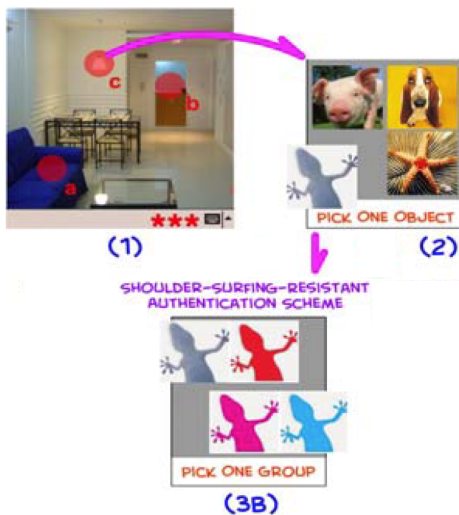 c
b
a
***
(1)
PICK ONE OBJECT
(2)
SHOULDER-SURFING-RESISTANT
AUTHENTICATION SCHEME
PICK ONE GROUP
(3B)